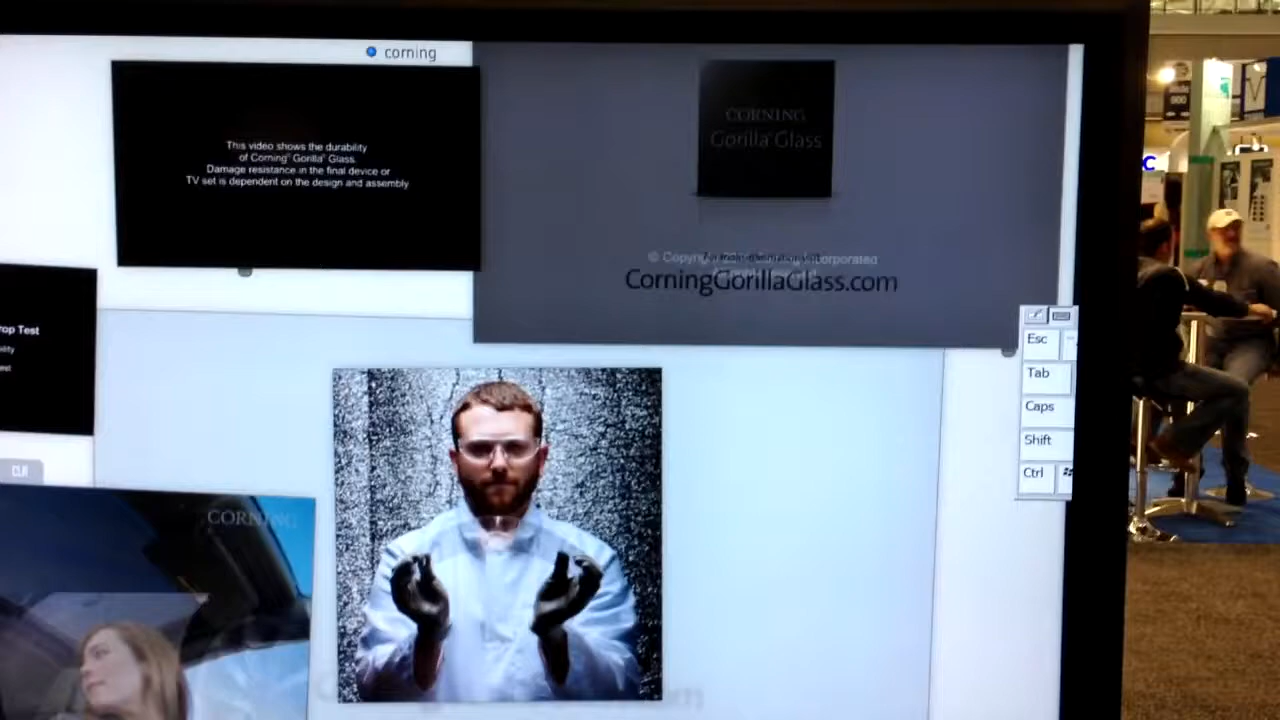 corning
This video shows the durability
of Corning® Gorilla® Glass.
Damage resistance in the final device or
TV set is dependent on the design and assembly
CORNING
Gorilla® Glass
CorningGorillaGlass.com
rop Test
CORNING
Esc
Tab
Caps
Shift
Ctrl
900
C